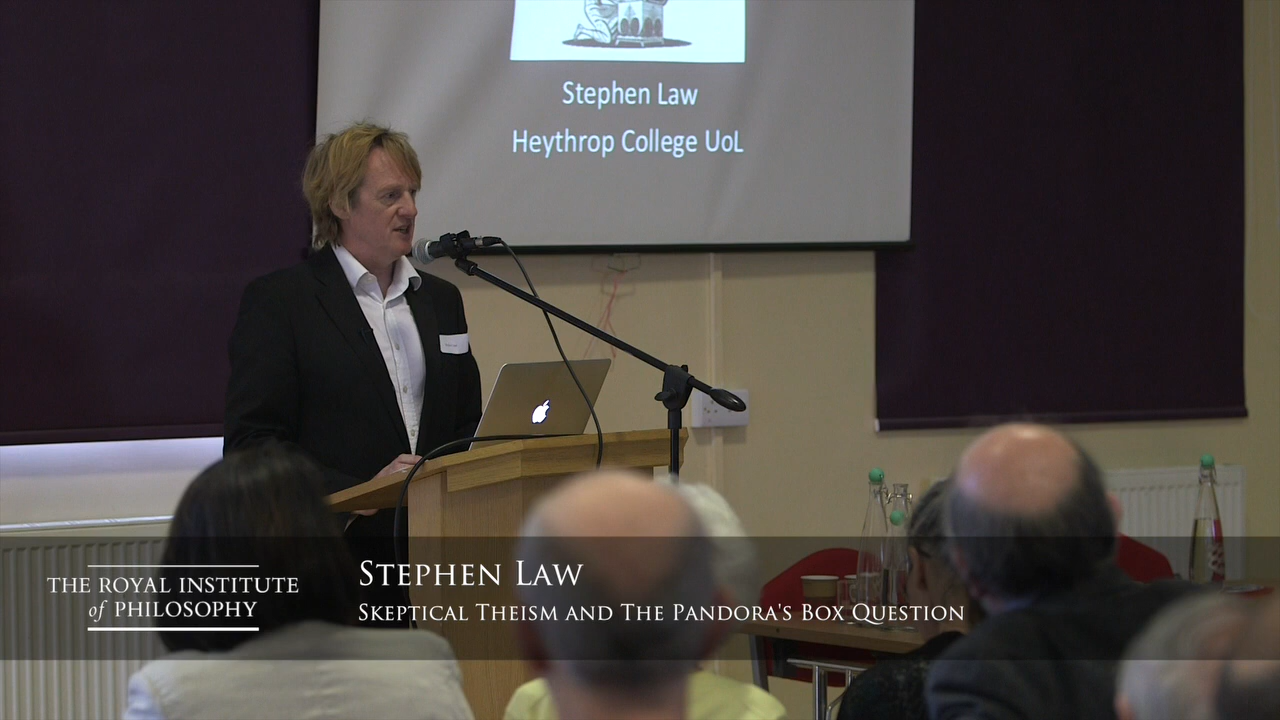 Stephen Law
Heythrop College UoL
THE ROYAL INSTITUTE
of PHILOSOPHY
Stephen Law
Skeptical Theism and The Pandora's Box Question